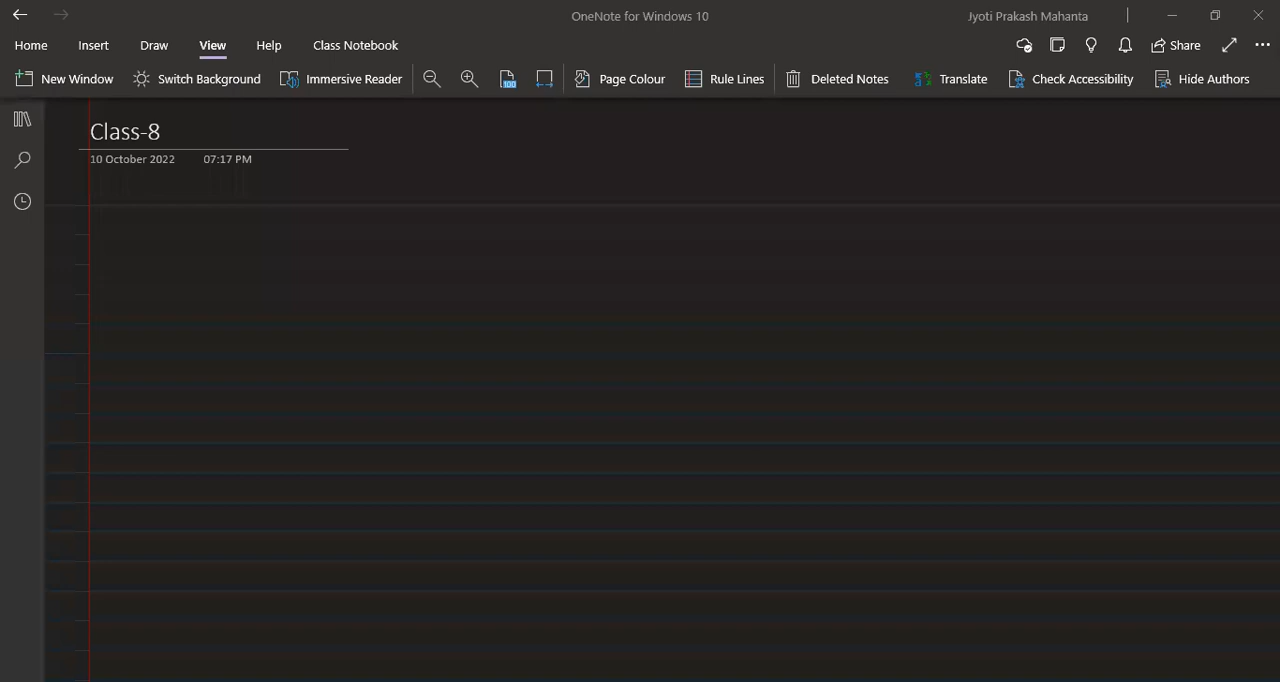 OneNote for Windows 10
Jyoti Prakash Mahanta
Home Insert Draw View Help Class Notebook
Share
New Window Switch Background Immersive Reader 100 Page Colour Rule Lines Deleted Notes Translate Check Accessibility Hide Authors
Class-8
10 October 2022 07:17 PM